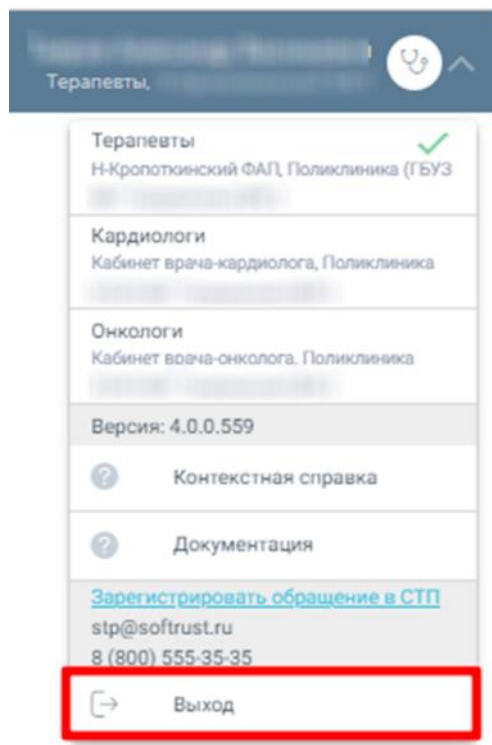 Терапевты,
Терапевты
Н-Кропоткинский ФАП, Поликлиника (ГБУЗ
Кардиологи
Кабинет врача-кардиолога, Поликлиника
Онкологи
Кабинет врача-онколога. Поликлиника
Версия: 4.0.0.559
Контекстная справка
Документация
Зарегистрировать обращение в СТП
stp@softrust.ru
8 (800) 555-35-35
Выход